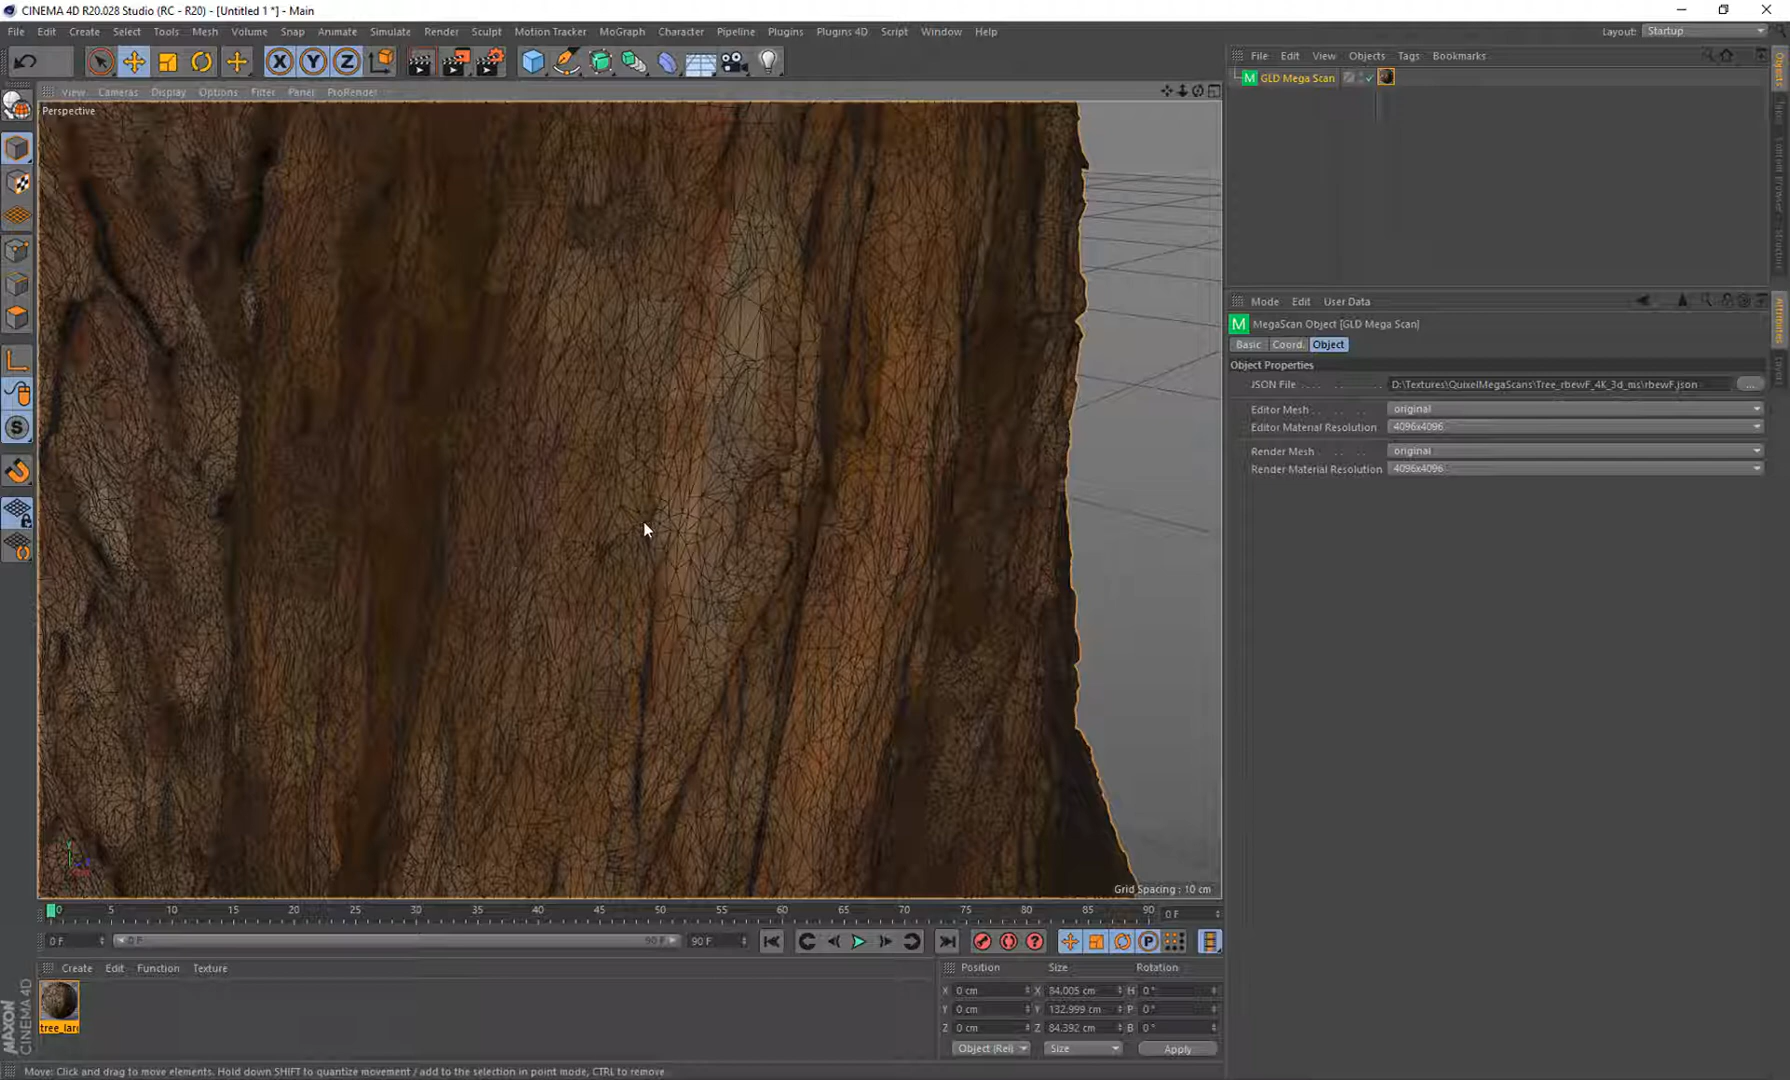 CINEMA 4D R20.028 Studio (RC - R20) - [Untitled 1 *] - Main
File Edit Create Select Tools Mesh Volume Snap Animate Simulate Render Sculpt Motion Tracker MoGraph Character Pipeline Plugins Plugins 4D Script Window Help
Layout: Startup
File Edit View Objects Tags Bookmarks
GLD Mega Scan
View Cameras Display Options Filter Panel ProRender
Perspective
Objects
Structure
Mode Edit User Data
MegaScan Object [GLD Mega Scan]
Basic Coord. Object
Object Properties
JSON File D:\Textures\QuixelMegaScans\Tree_rbewF_4K_3d_ms\rbewF.json ...
Editor Mesh original
Editor Material Resolution 4096x4096
Render Mesh original
Render Material Resolution 4096x4096
Attributes
Grid Spacing : 10 cm
0 5 10 15 20 25 30 35 40 45 50 55 60 65 70 75 80 85 90 0 F
0 F 0 F 90 F 90 F
Create Edit Function Texture
tree_lar
Position Size Rotation
X 0 cm X 84.005 cm H 0 °
Y 0 cm Y 132.999 cm P 0 °
Z 0 cm Z 84.392 cm B 0 °
Object (Rel) Size Apply
MAXON CINEMA 4D
Move: Click and drag to move elements. Hold down SHIFT to quantize movement / add to the selection in point mode, CTRL to remove